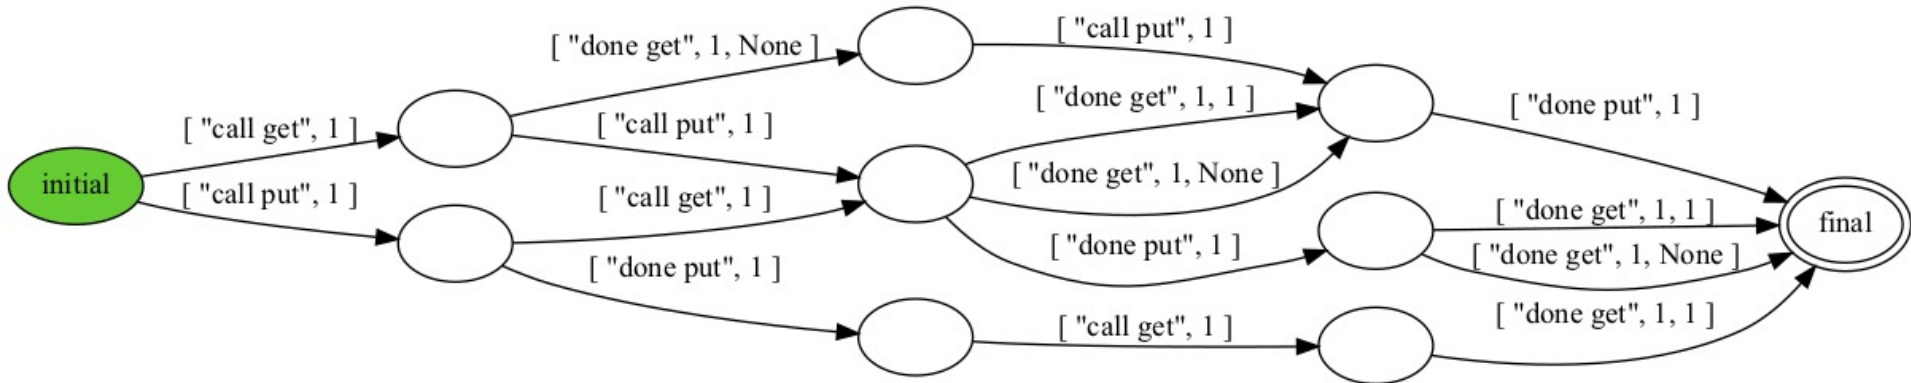 initial
[ "call get", 1 ]
[ "call put", 1 ]
[ "done get", 1, None ]
[ "call put", 1 ]
[ "call get", 1 ]
[ "done put", 1 ]
[ "call put", 1 ]
[ "done get", 1, 1 ]
[ "done get", 1, None ]
[ "done put", 1 ]
[ "call get", 1 ]
[ "done put", 1 ]
[ "done get", 1, 1 ]
[ "done get", 1, None ]
[ "done get", 1, 1 ]
final